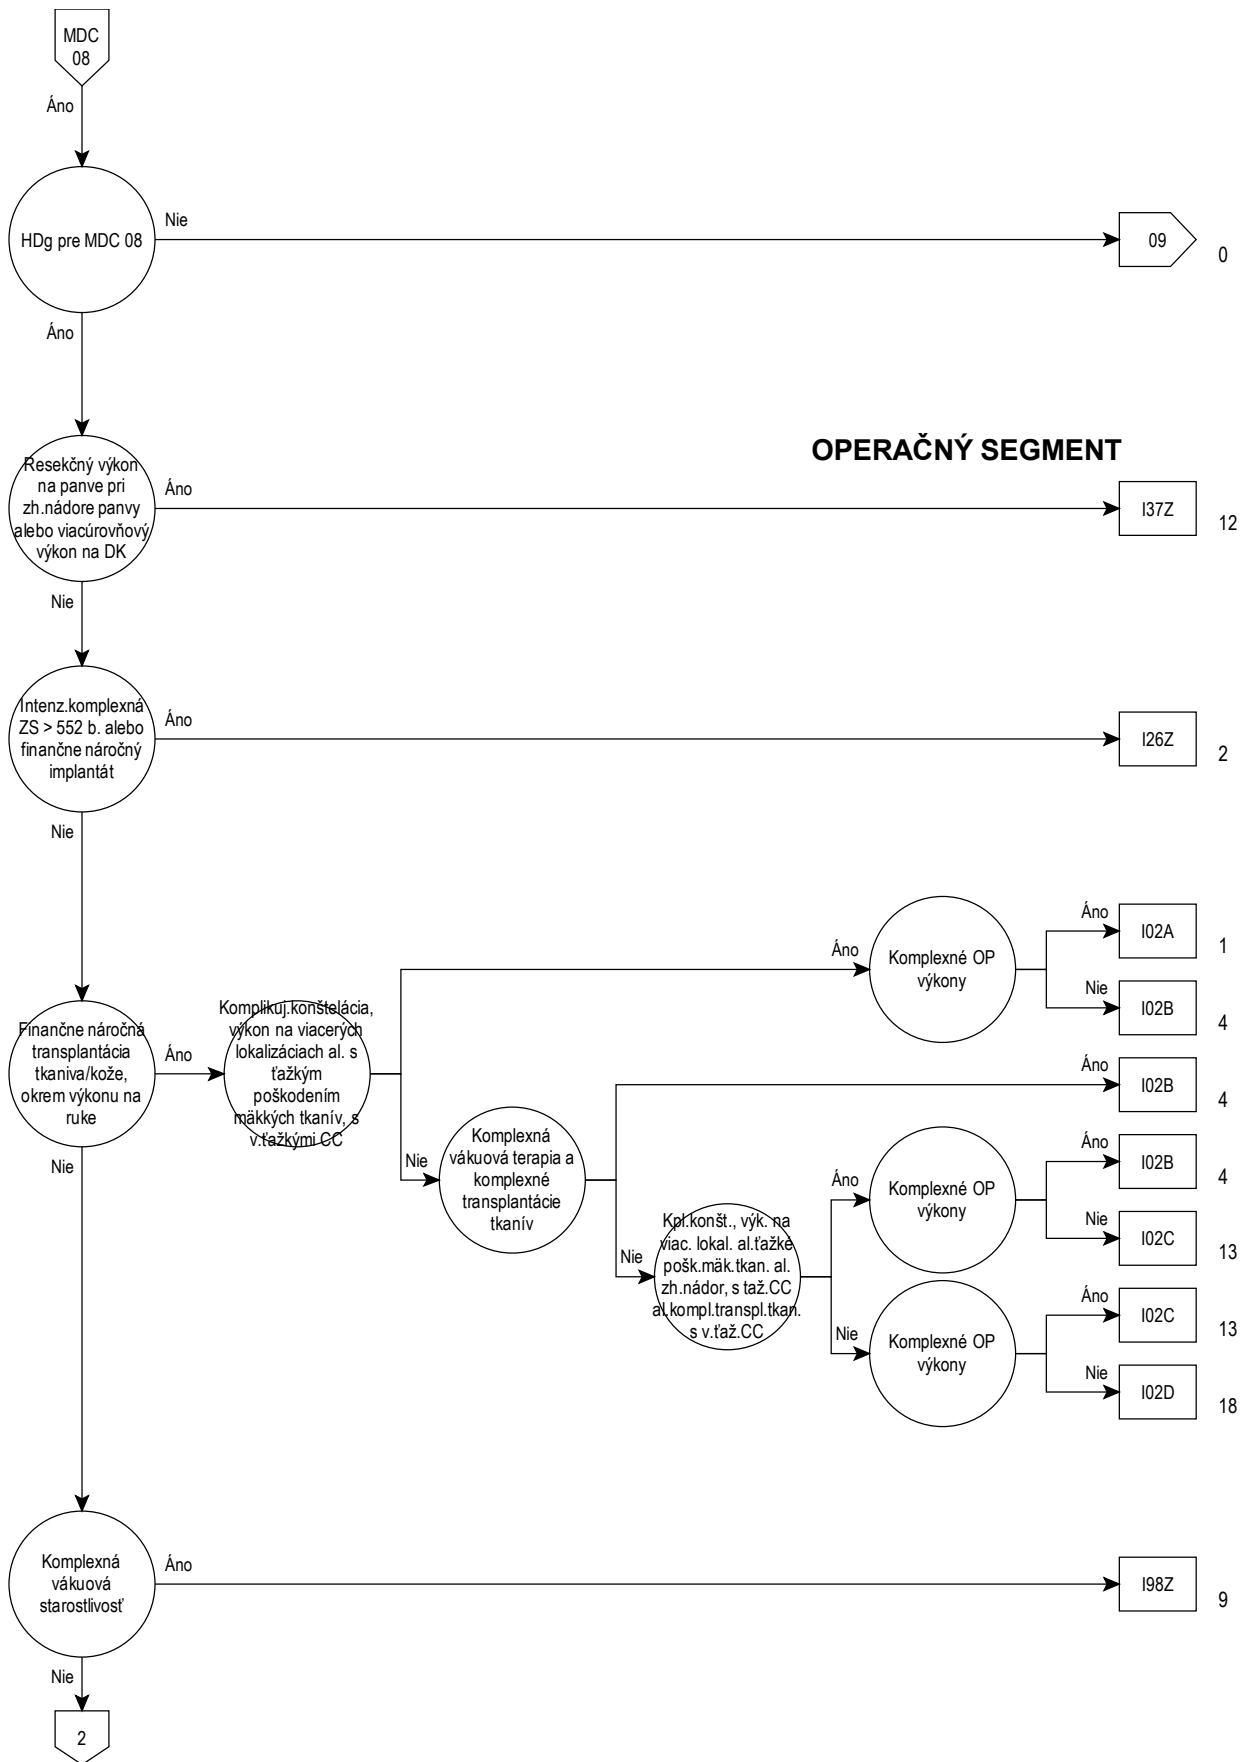 MDC
08
Áno
HDg pre MDC 08
Nie
09
0
Áno
OPERAČNÝ SEGMENT
Resekčný výkon
na panve pri
zh.nádore panvy
alebo viacúrovňový
výkon na DK
Áno
I37Z
12
Nie
Intenz.komplexná
ZS > 552 b. alebo
finančne náročný
implantát
Áno
I26Z
2
Nie
Finančne náročná
transplantácia
tkaniva/kože,
okrem výkonu na
ruke
Áno
Komplikuj.konštelácia,
výkon na viacerých
lokalizáciach al. s
ťažkým
poškodením
mäkkých tkanív, s
v.ťažkými CC
Áno
Komplexné OP
výkony
Áno
I02A
1
Nie
I02B
4
Nie
Komplexná
vákuová terapia a
komplexné
transplantácie
tkanív
Áno
I02B
4
Nie
Kpl.konšt., výk. na
viac. lokal. al.ťažké
pošk.mäk.tkan. al.
zh.nádor, s taž.CC
al.kompl.transpl.tkan.
s v.ťaž.CC
Áno
Komplexné OP
výkony
Áno
I02B
4
Nie
I02C
13
Nie
Komplexné OP
výkony
Áno
I02C
13
Nie
I02D
18
Nie
Komplexná
vákuová
starostlivosť
Áno
I98Z
9
Nie
2